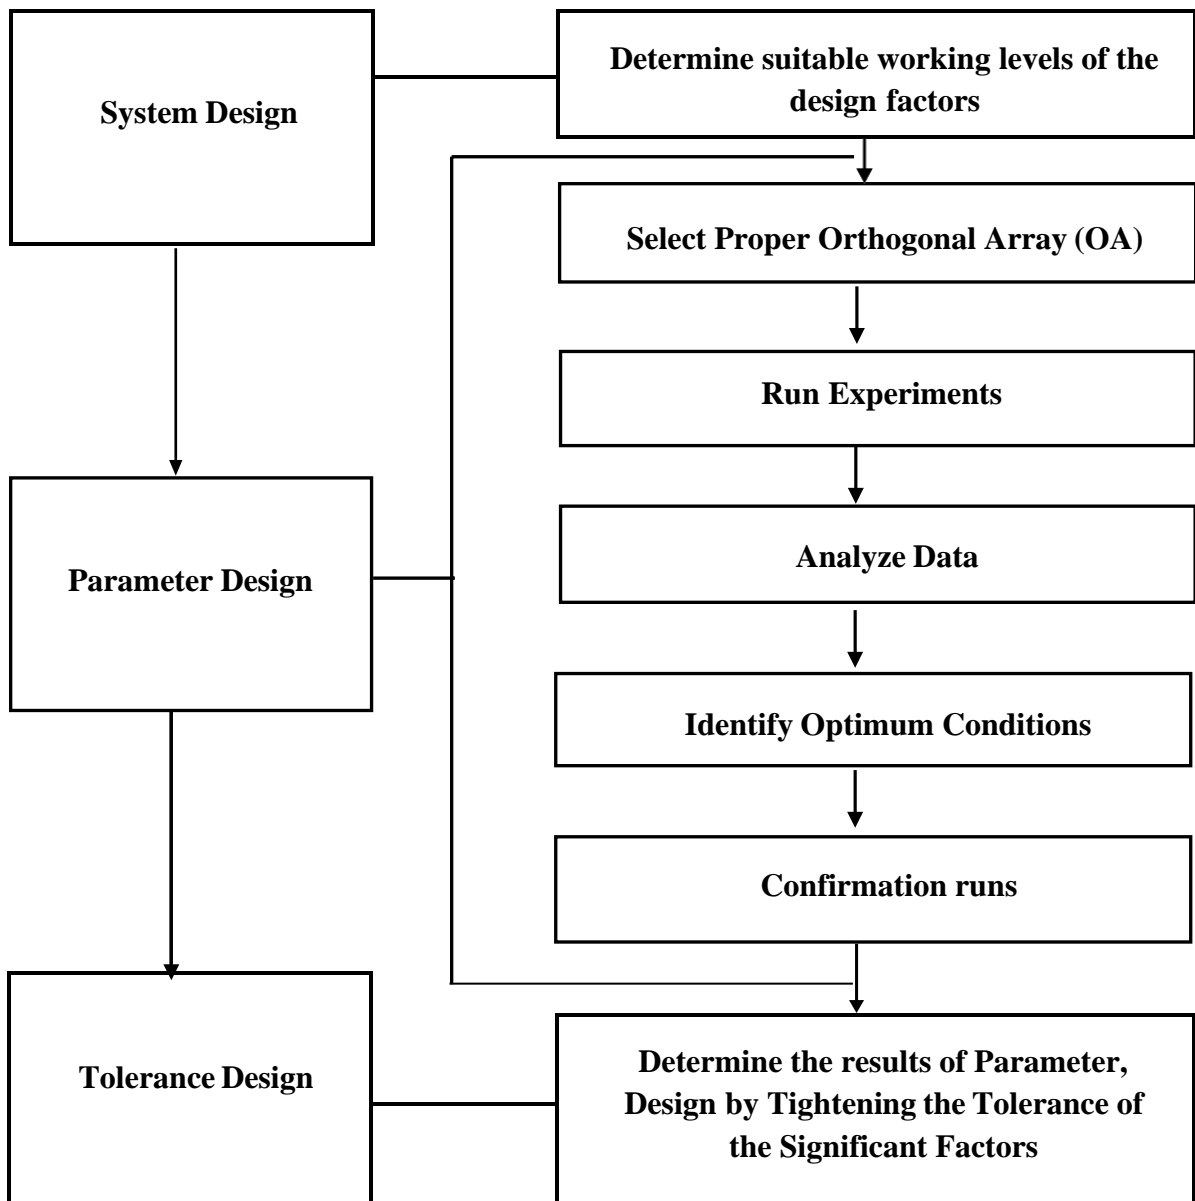 System Design
Determine suitable working levels of the
design factors
Select Proper Orthogonal Array (OA)
Run Experiments
Parameter Design
Analyze Data
Identify Optimum Conditions
Confirmation runs
Tolerance Design
Determine the results of Parameter,
Design by Tightening the Tolerance of
the Significant Factors